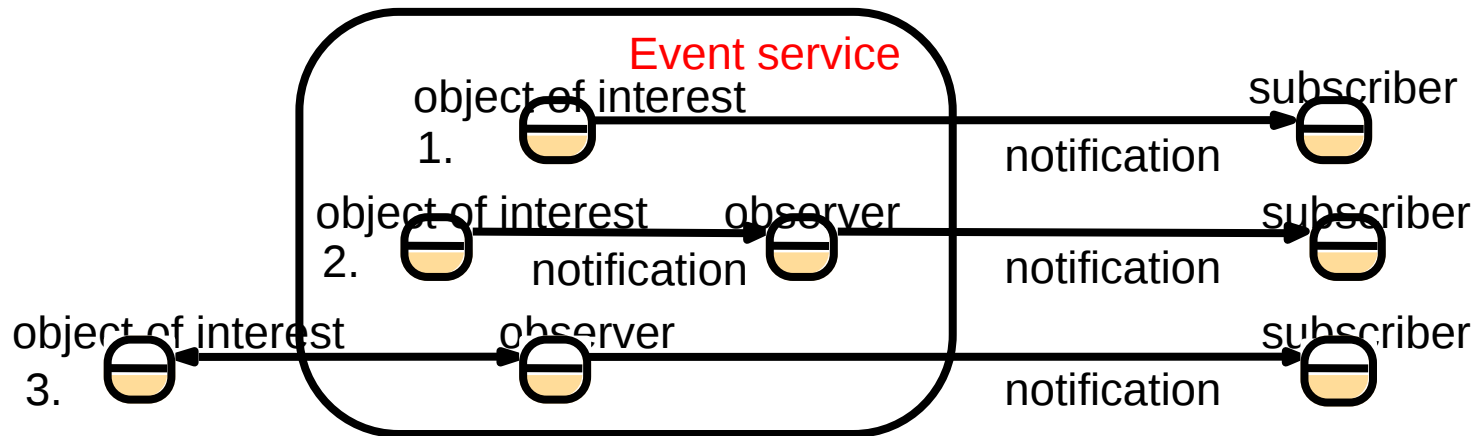 Event service
object of interest
subscriber
1.
notification
object of interest
observer
subscriber
2.
notification
notification
object of interest
observer
subscriber
3.
notification